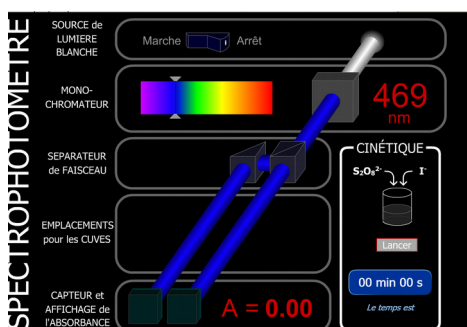 SPECTROPHOTOMETRE
SOURCE de
LUMIERE
BLANCHE
Marche
Arrêt
MONO-
CHROMATEUR
469
nm
SEPARATEUR
de FAISCEAU
EMPLACEMENTS
pour les CUVES
CAPTEUR et
AFFICHAGE de
l'ABSORBANCE
A = 0.00
CINÉTIQUE
S₂O₈²⁻
I⁻
Lancer
00 min 00 s
Le temps est